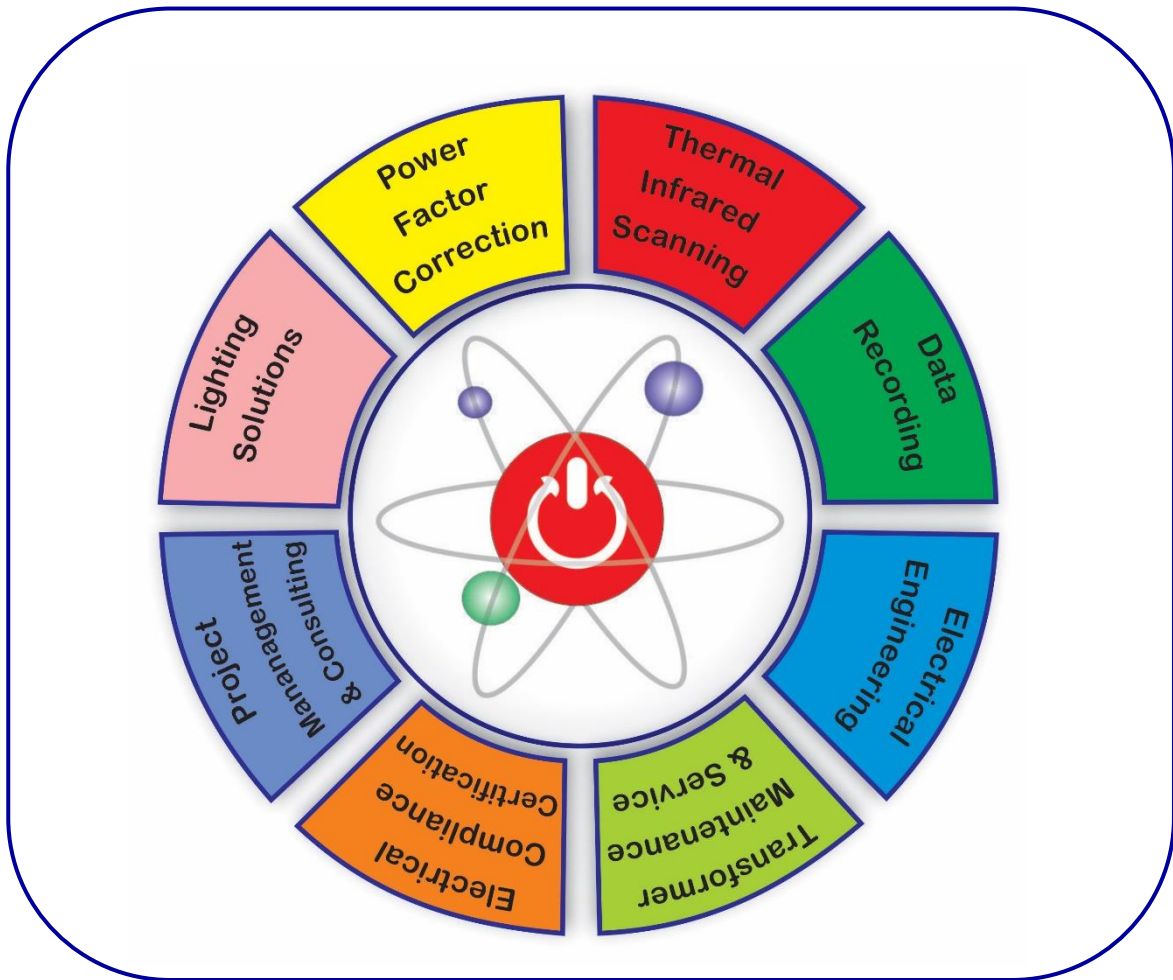 Power
Factor
Correction
Thermal
Infrared
Scanning
Data
Recording
Electrical
Engineering
Transformer
Maintenance
& Service
Electrical
Compliance
Certification
Project
Mananagement
& Consulting
Lighting
Solutions